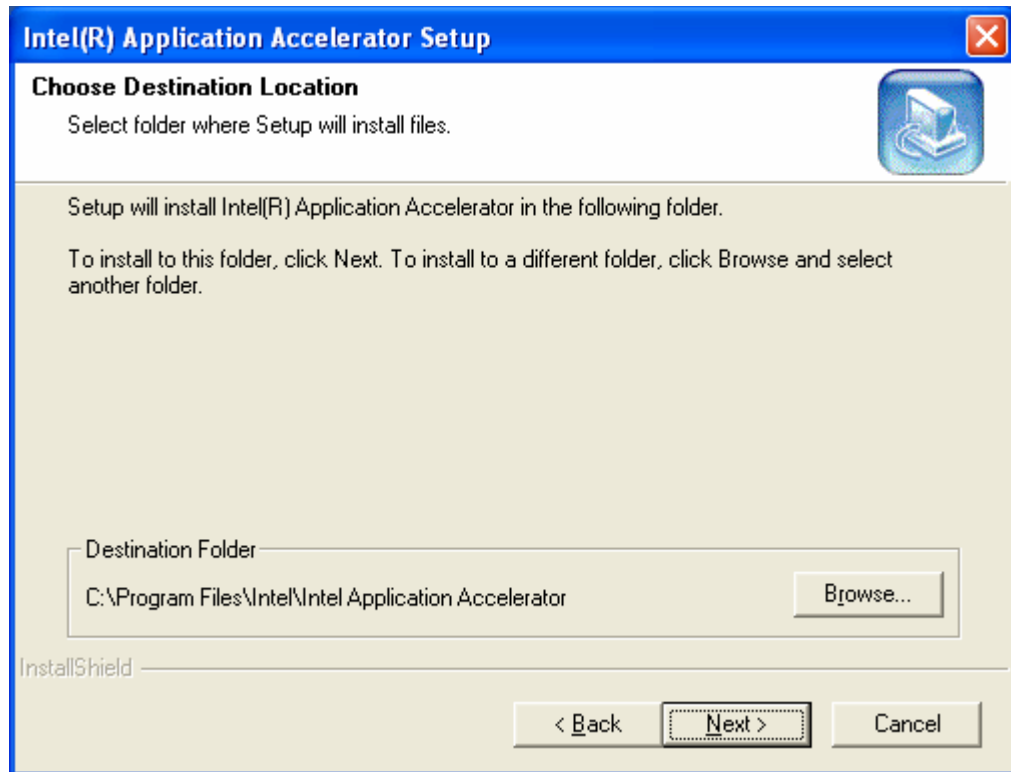 Intel(R) Application Accelerator Setup
Choose Destination Location
Select folder where Setup will install files.
Setup will install Intel(R) Application Accelerator in the following folder.
To install to this folder, click Next. To install to a different folder, click Browse and select
another folder.
Destination Folder
C:\Program Files\Intel\Intel Application Accelerator
Browse...
InstallShield
< Back
Next >
Cancel